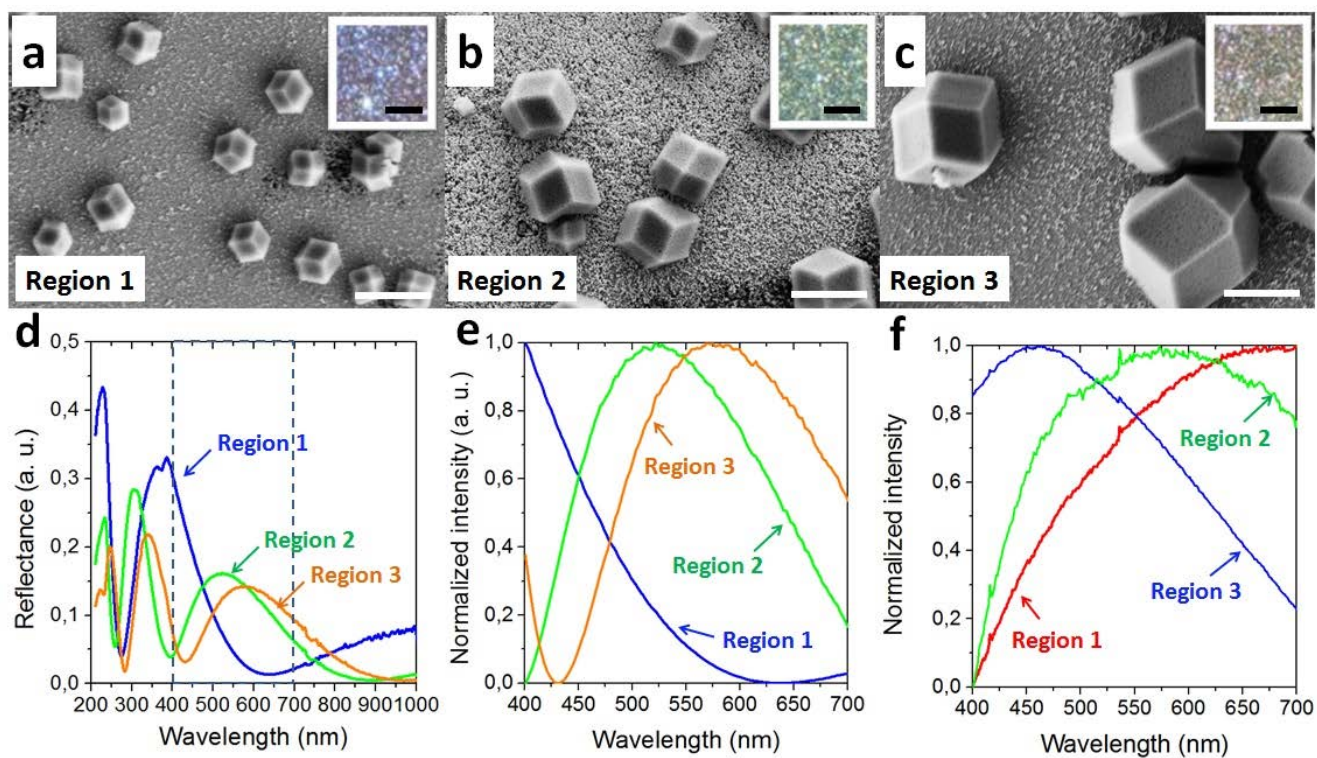 a
Region 1
b
Region 2
c
Region 3
d
Reflectance (a. u.)
0,5
0,4
0,3
0,2
0,1
0,0
Region 1
Region 2
Region 3
200 300 400 500 600 700 800 900 1000
Wavelength (nm)
e
Normalized intensity (a. u.)
1,0
0,8
0,6
0,4
0,2
0,0
Region 3
Region 2
Region 1
400 450 500 550 600 650 700
Wavelength (nm)
f
Normalized intensity
1,0
0,8
0,6
0,4
0,2
0,0
Region 2
Region 3
Region 1
400 450 500 550 600 650 700
Wavelength (nm)